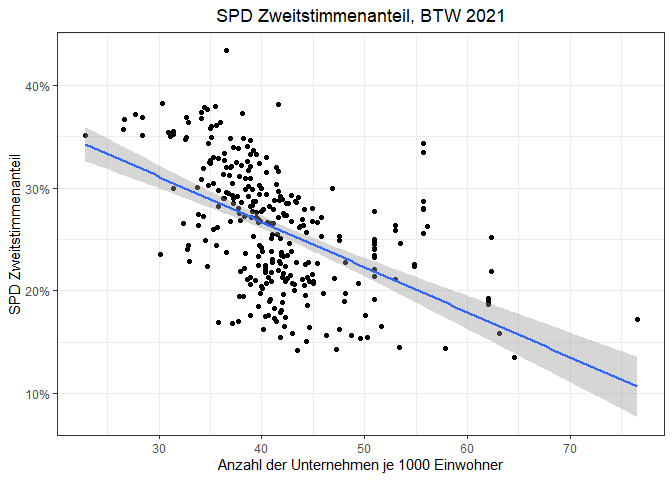 SPD Zweitstimmenanteil, BTW 2021
SPD Zweitstimmenanteil
40%
30%
20%
10%
30 40 50 60 70
Anzahl der Unternehmen je 1000 Einwohner